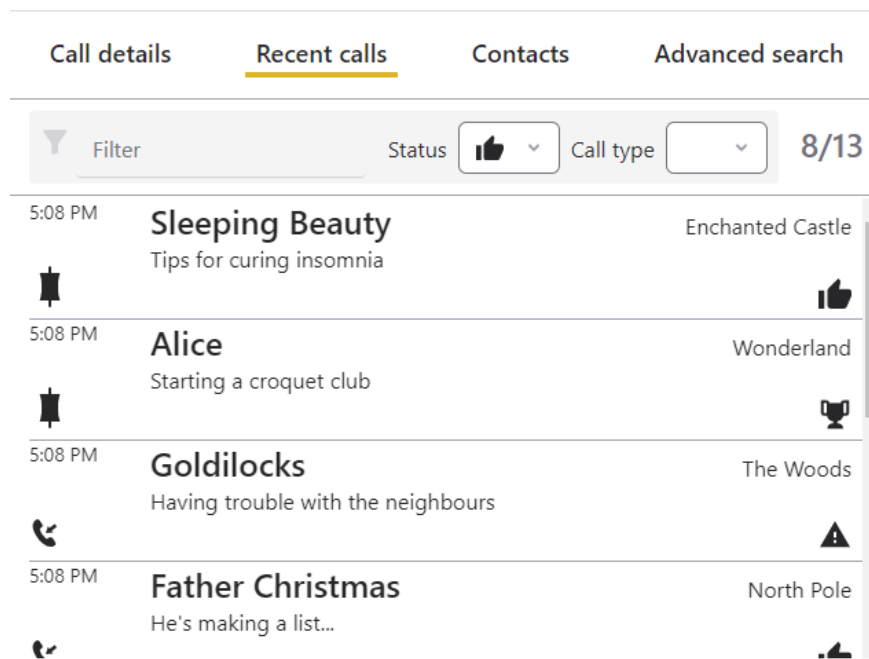 Call details Recent calls Contacts Advanced search
Filter Status Call type 8/13
5:08 PM Sleeping Beauty Enchanted Castle
Tips for curing insomnia
5:08 PM Alice Wonderland
Starting a croquet club
5:08 PM Goldilocks The Woods
Having trouble with the neighbours
5:08 PM Father Christmas North Pole
He's making a list...